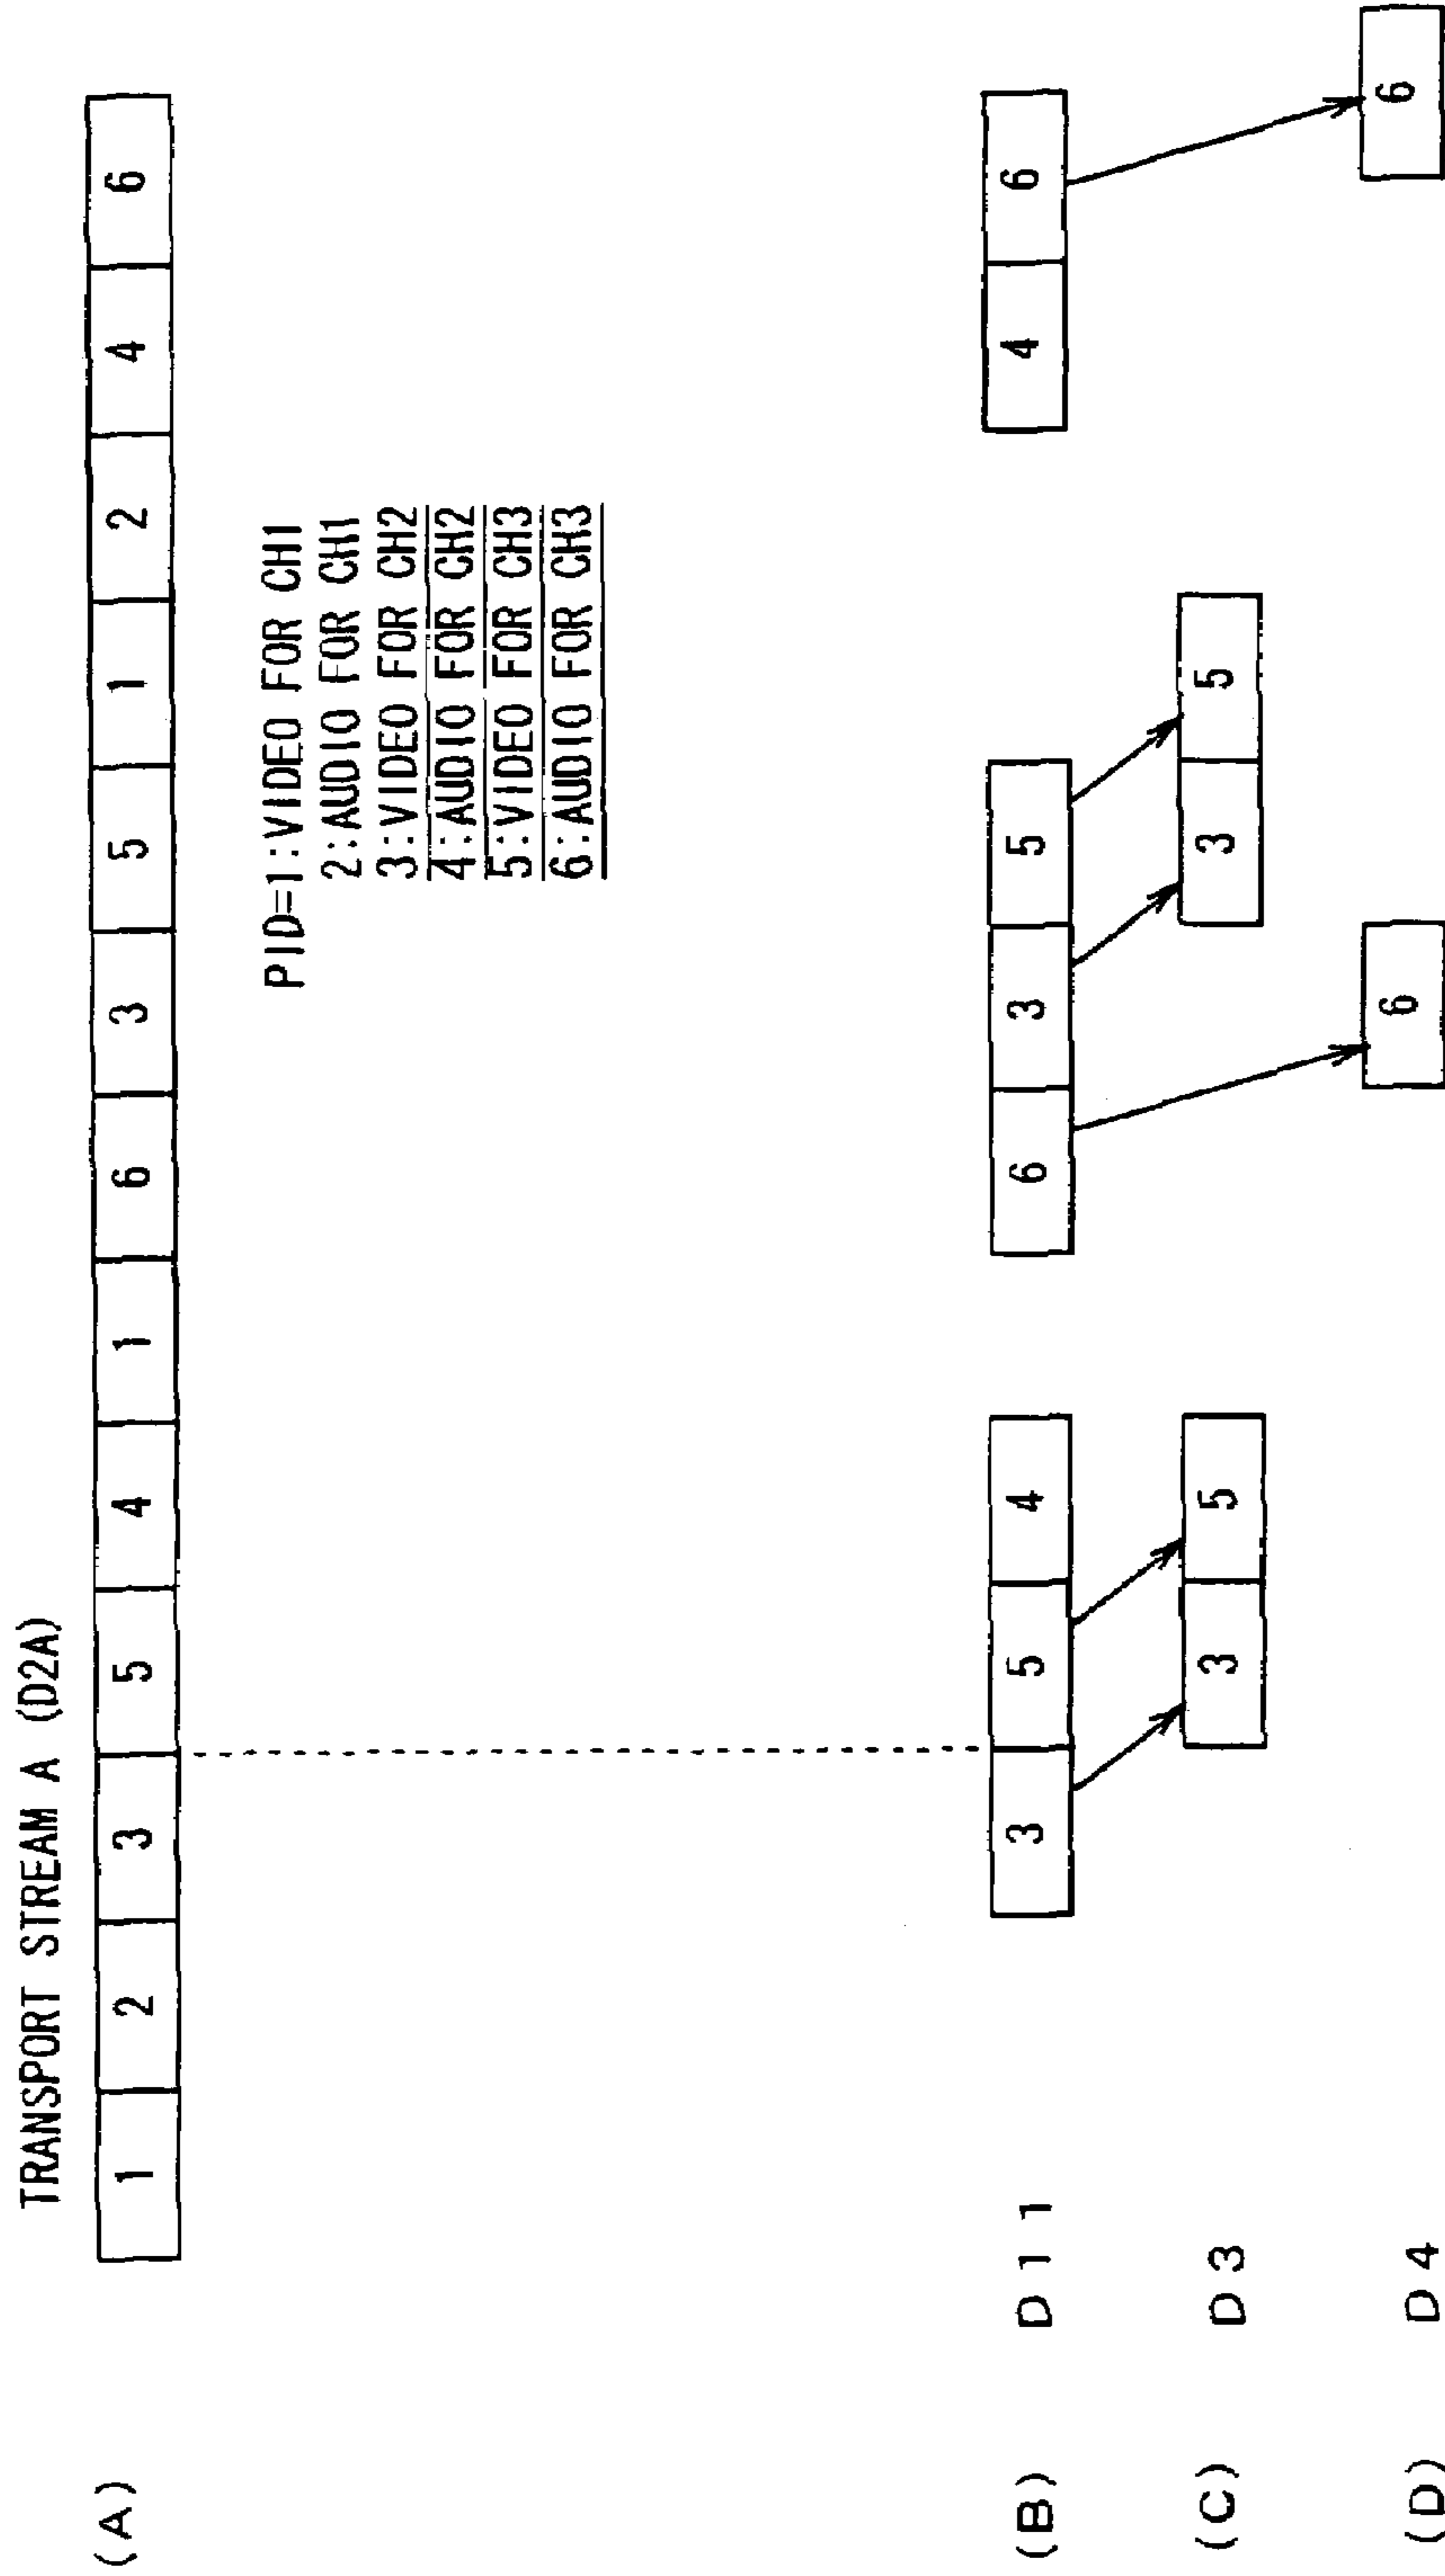 TRANSPORT STREAM A (D2A)
(A) 1 2 3 5 4 1 6 3 5 1 2 4 6
PID=1:VIDEO FOR CH1
2:AUDIO FOR CH1
3:VIDEO FOR CH2
4:AUDIO FOR CH2
5:VIDEO FOR CH3
6:AUDIO FOR CH3
(B) D11 3 5 4 6 3 5 4 6
(C) D3 3 5 3 5
(D) D4 6 6